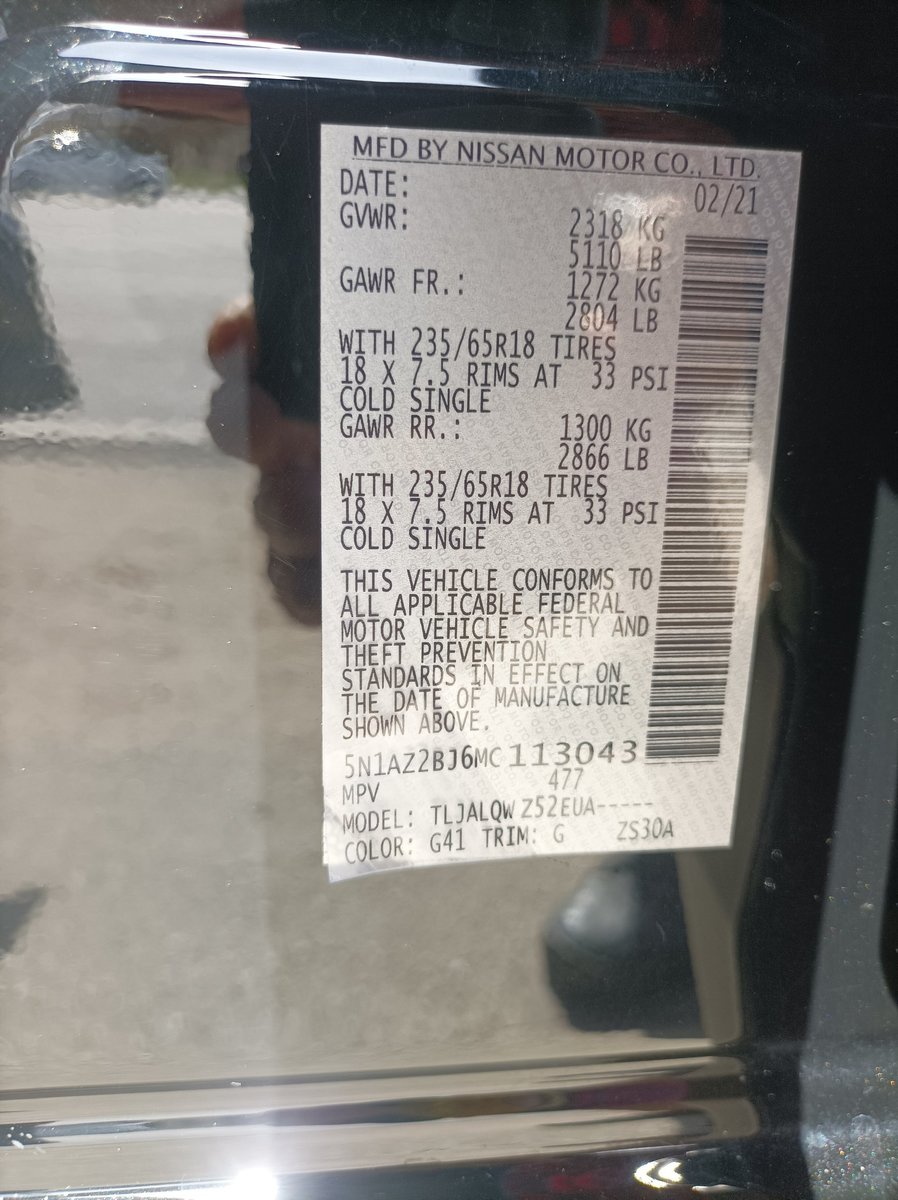 MFD BY NISSAN MOTOR CO., LTD.
DATE: 02/21
GVWR: 2318 KG
5110 LB
GAWR FR.: 1272 KG
2804 LB
WITH 235/65R18 TIRES
18 X 7.5 RIMS AT 33 PSI
COLD SINGLE
GAWR RR.: 1300 KG
2866 LB
WITH 235/65R18 TIRES
18 X 7.5 RIMS AT 33 PSI
COLD SINGLE
THIS VEHICLE CONFORMS TO
ALL APPLICABLE FEDERAL
MOTOR VEHICLE SAFETY AND
THEFT PREVENTION
STANDARDS IN EFFECT ON
THE DATE OF MANUFACTURE
SHOWN ABOVE.
5N1AZ2BJ6MC113043
MPV 477
MODEL: TLJALQWZ52EUA-----
COLOR: G41 TRIM: G ZS30A